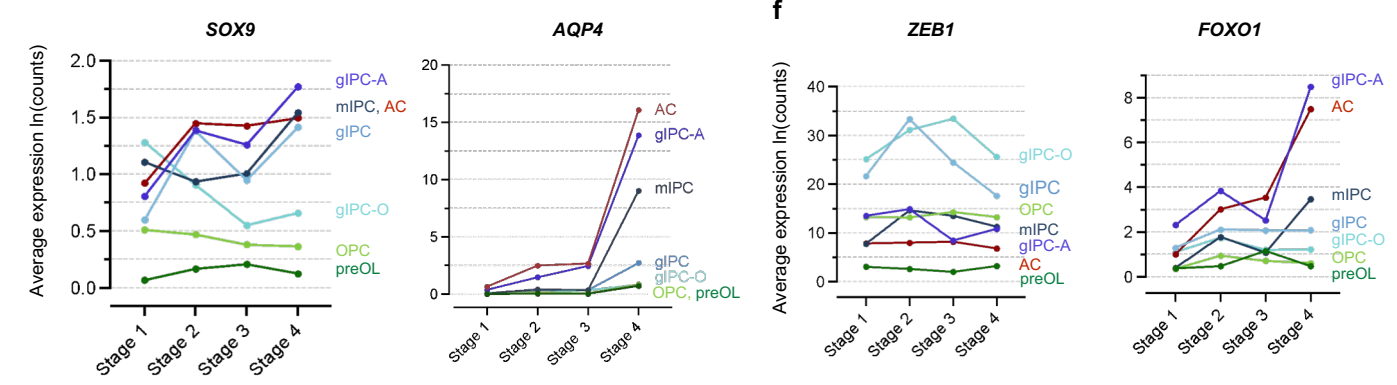 f
SOX9
Average expression ln(counts)
2.0
1.5
1.0
0.5
0.0
gIPC-A
mIPC, AC
gIPC
gIPC-O
OPC
preOL
Stage 1
Stage 2
Stage 3
Stage 4
AQP4
20
15
10
5
0
AC
gIPC-A
mIPC
gIPC
gIPC-O
OPC, preOL
Stage 1
Stage 2
Stage 3
Stage 4
ZEB1
Average expression ln(counts)
40
30
20
10
0
gIPC-O
gIPC
OPC
mIPC
gIPC-A
AC
preOL
Stage 1
Stage 2
Stage 3
Stage 4
FOXO1
8
6
4
2
0
gIPC-A
AC
mIPC
gIPC
gIPC-O
OPC
preOL
Stage 1
Stage 2
Stage 3
Stage 4